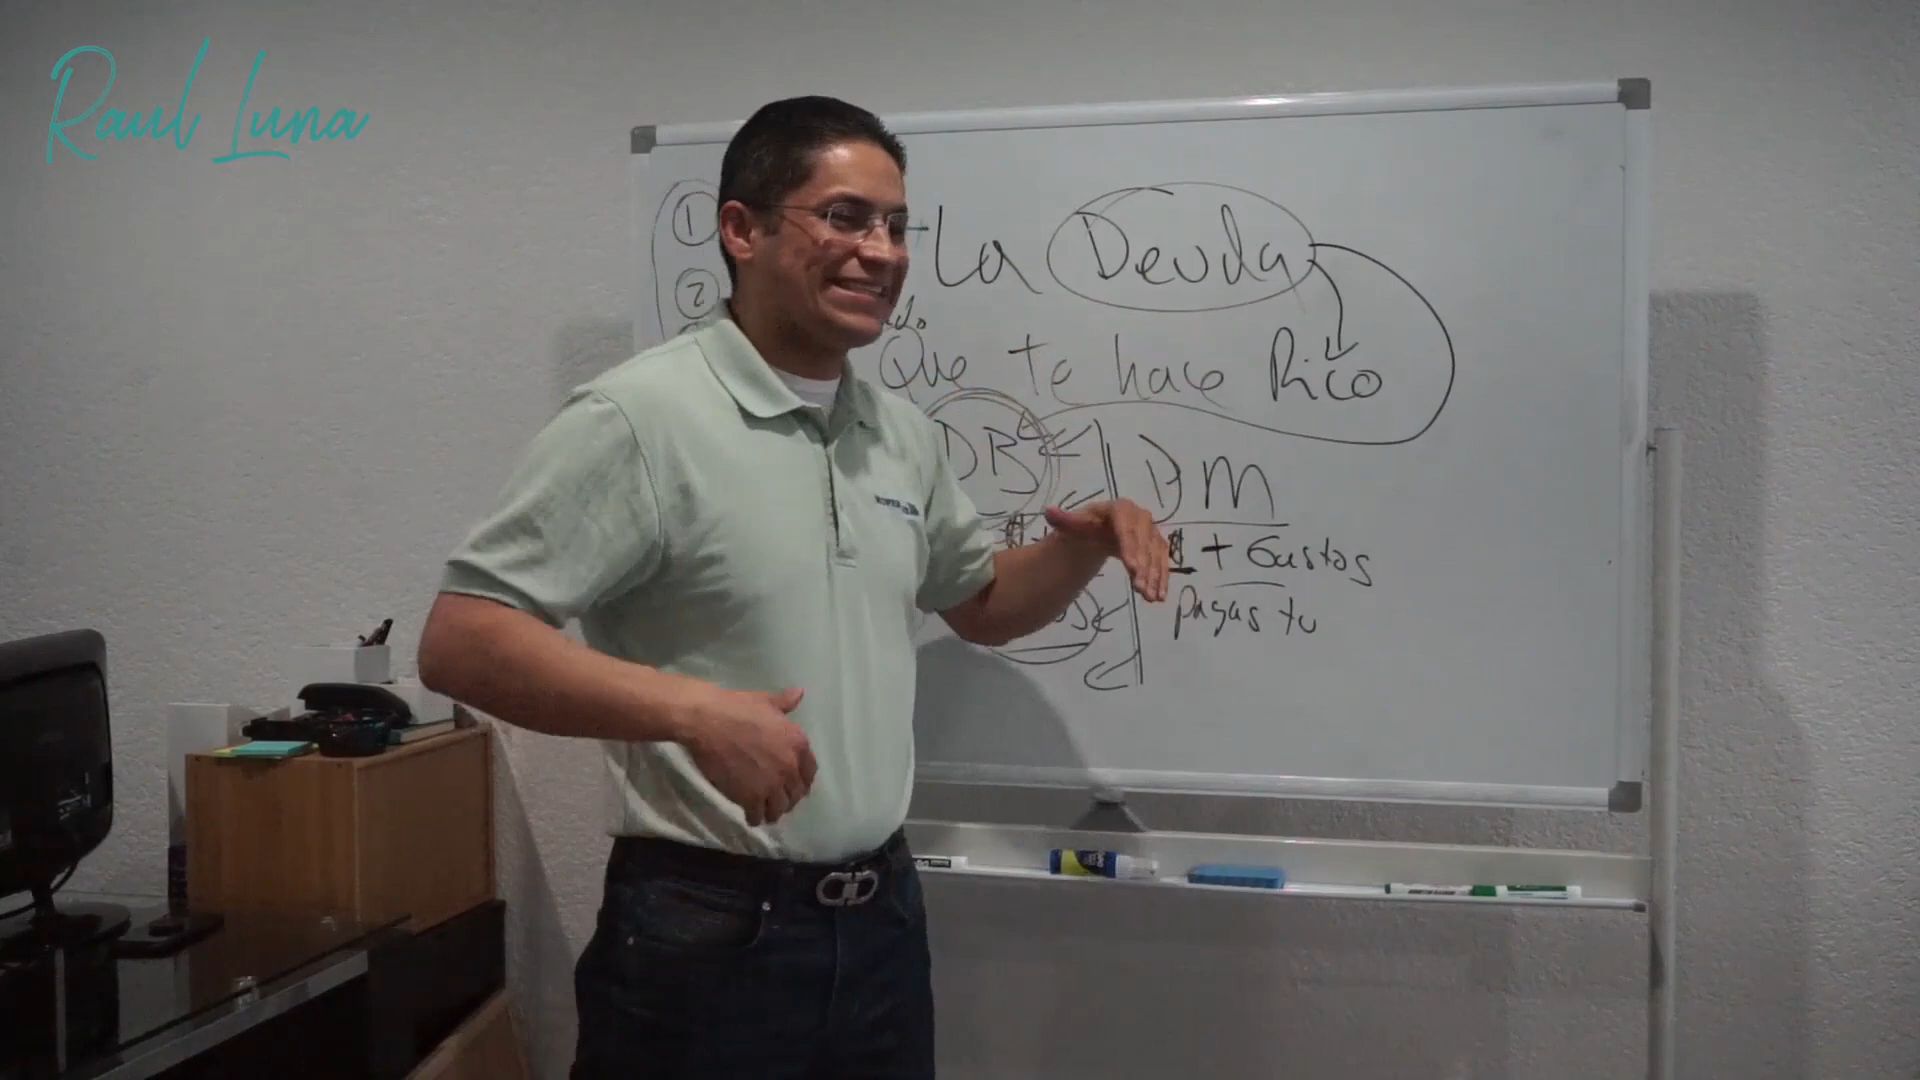 Raul Luna
1 La Deuda
2
Que te hace Rico
DB DM
+ Gastos
pagas tu